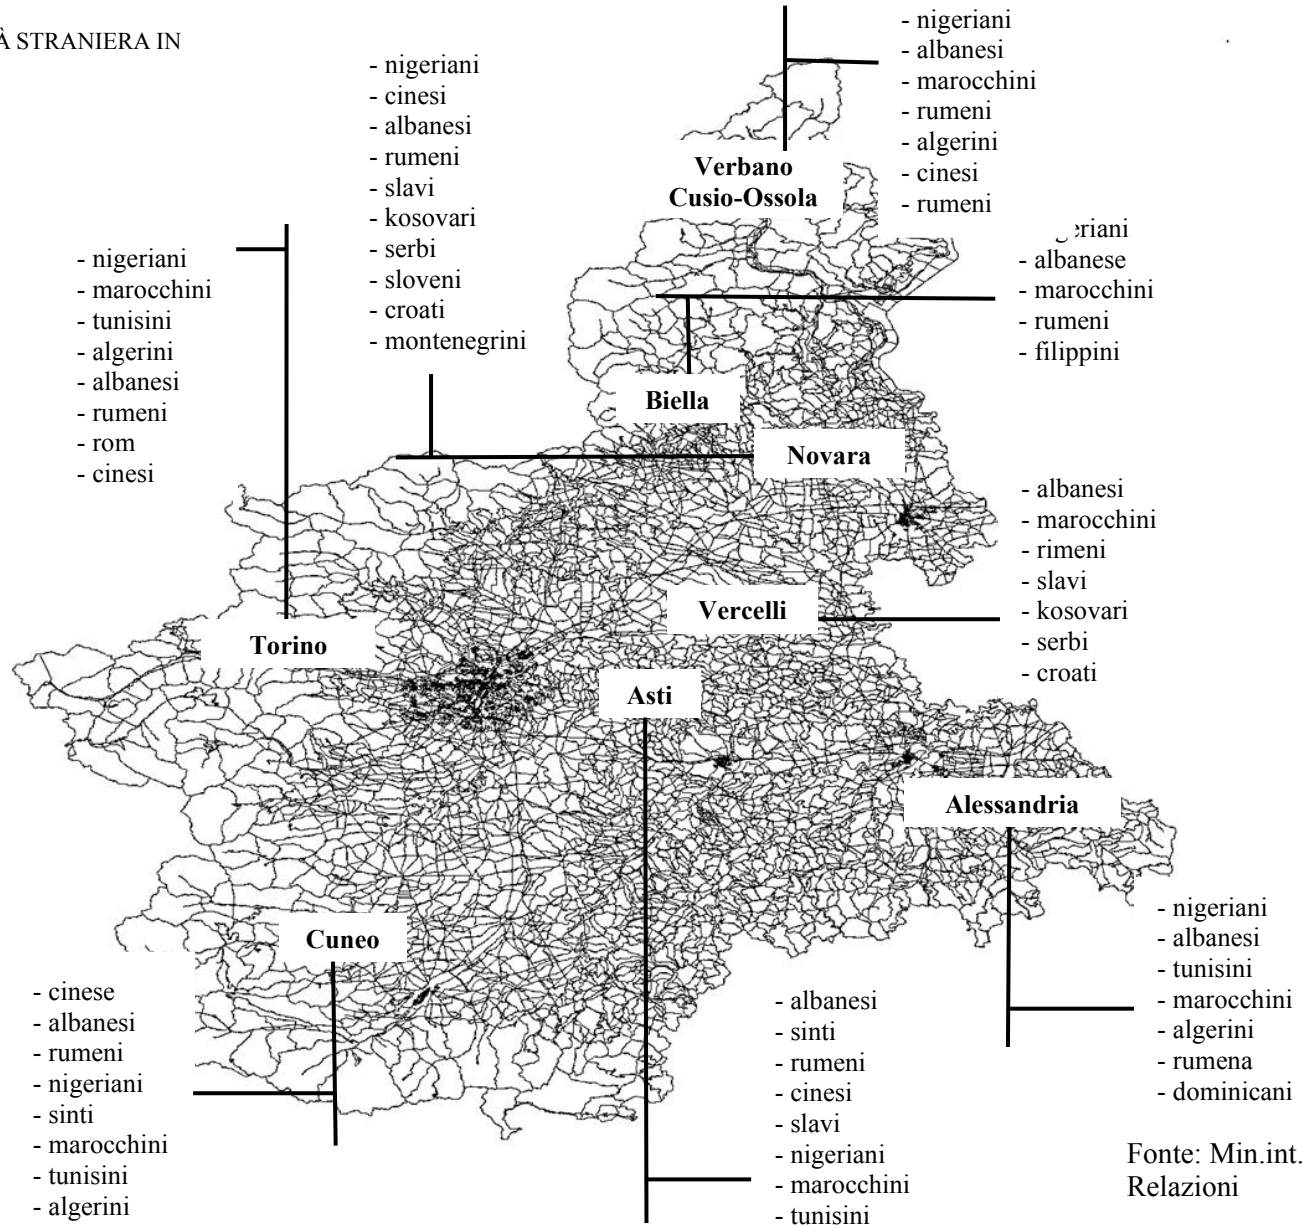 À STRANIERA IN
- nigeriani
- cinesi
- albanesi
- rumeni
- slavi
- kosovari
- serbi
- sloveni
- croati
- montenegrini
- nigeriani
- albanesi
- marocchini
- rumeni
- algerini
- cinesi
- rumeni
Verbano
Cusio-Ossola
- nigeriani
- marocchini
- tunisini
- algerini
- albanesi
- rumeni
- rom
- cinesi
geriani
- albanese
- marocchini
- rumeni
- filippini
Biella
Novara
- albanesi
- marocchini
- rimeni
- slavi
- kosovari
- serbi
- croati
Vercelli
Torino
Asti
Alessandria
- nigeriani
- albanesi
- tunisini
- marocchini
- algerini
- rumena
- dominicani
Cuneo
- cinese
- albanesi
- rumeni
- nigeriani
- sinti
- marocchini
- tunisini
- algerini
- albanesi
- sinti
- rumeni
- cinesi
- slavi
- nigeriani
- marocchini
- tunisini
Fonte: Min.int.
Relazioni